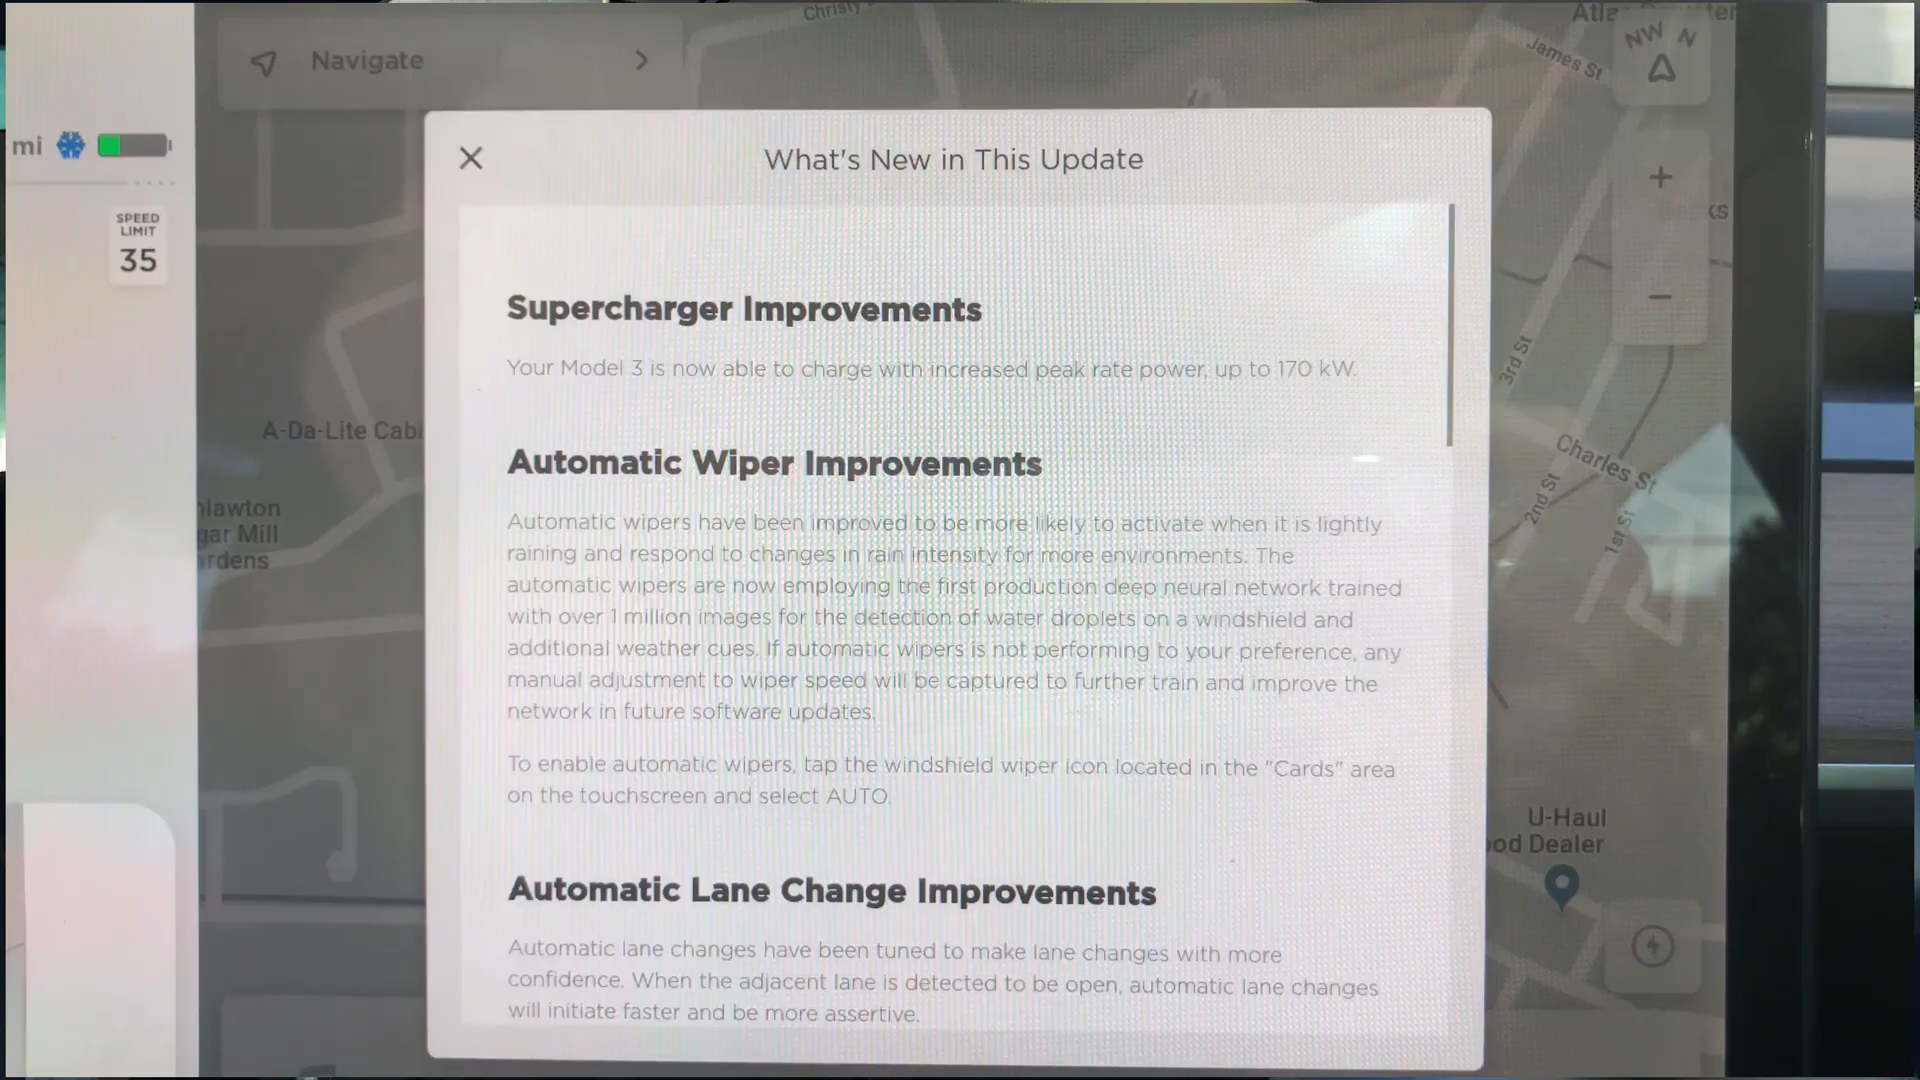 Christy
Navigate
NW N
James St
mi
SPEED
LIMIT
35
What's New in This Update
Supercharger Improvements
Your Model 3 is now able to charge with increased peak rate power, up to 170 kW.
3rd St
A-Da-Lite Cabi
Automatic Wiper Improvements
Charles St
2nd St
1st St
gar Mill
rdens
Automatic wipers have been improved to be more likely to activate when it is lightly
raining and respond to changes in rain intensity for more environments. The
automatic wipers are now employing the first production deep neural network trained
with over 1 million images for the detection of water droplets on a windshield and
additional weather cues. If automatic wipers is not performing to your preference, any
manual adjustment to wiper speed will be captured to further train and improve the
network in future software updates.
To enable automatic wipers, tap the windshield wiper icon located in the "Cards" area
on the touchscreen and select AUTO.
U-Haul
od Dealer
Automatic Lane Change Improvements
Automatic lane changes have been tuned to make lane changes with more
confidence. When the adjacent lane is detected to be open, automatic lane changes
will initiate faster and be more assertive.